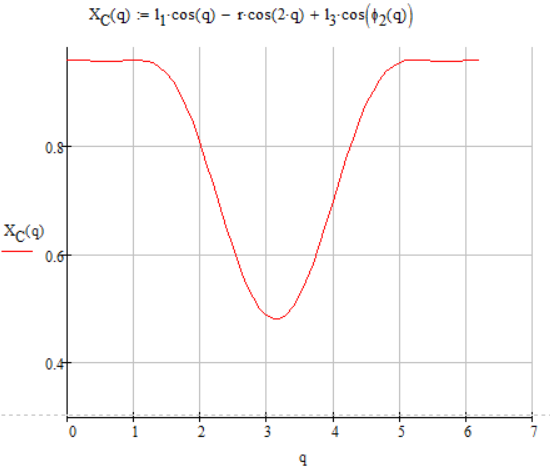 X_C(q) := l_1·cos(q) − r·cos(2·q) + l_3·cos(ϕ_2(q))
0.8
X_C(q)
0.6
0.4
0 1 2 3 4 5 6 7
q